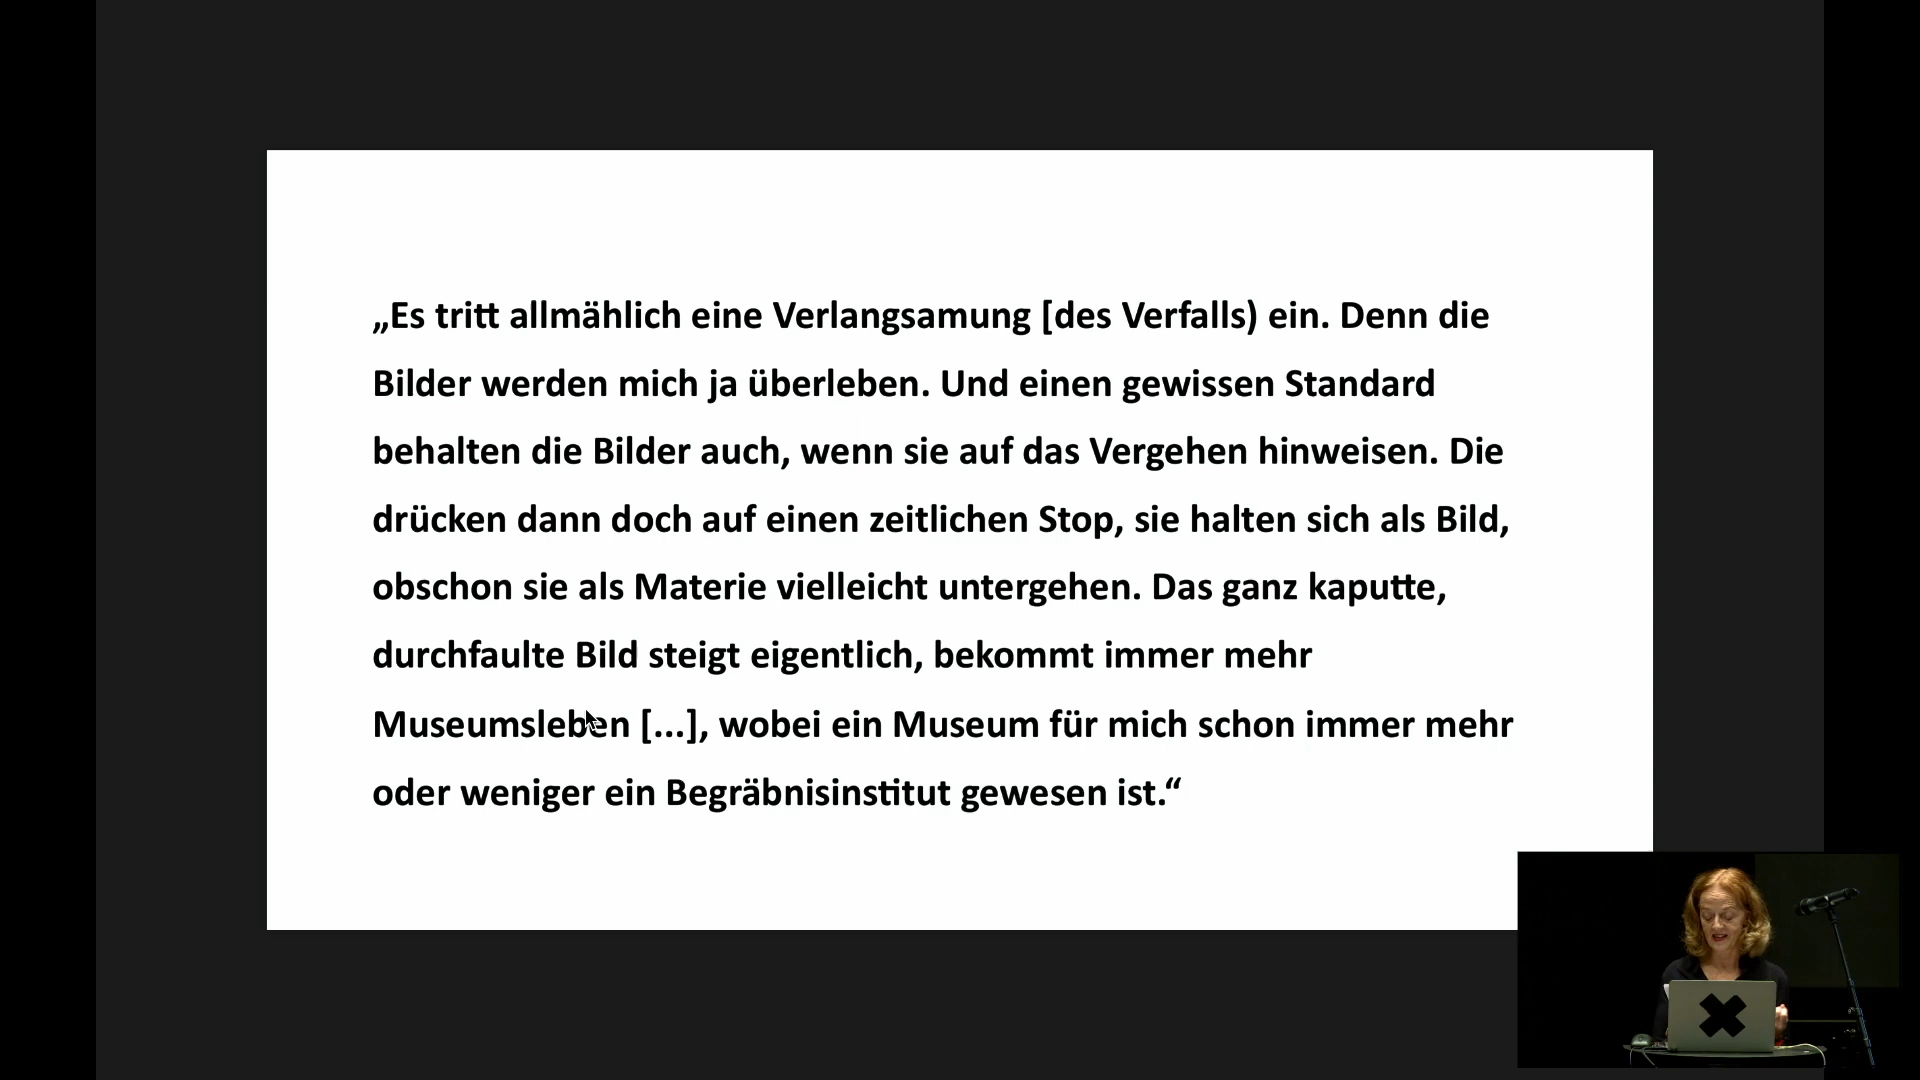 „Es tritt allmählich eine Verlangsamung [des Verfalls) ein. Denn die
Bilder werden mich ja überleben. Und einen gewissen Standard
behalten die Bilder auch, wenn sie auf das Vergehen hinweisen. Die
drücken dann doch auf einen zeitlichen Stop, sie halten sich als Bild,
obschon sie als Materie vielleicht untergehen. Das ganz kaputte,
durchfaulte Bild steigt eigentlich, bekommt immer mehr
Museumsleben [...], wobei ein Museum für mich schon immer mehr
oder weniger ein Begräbnisinstitut gewesen ist.“